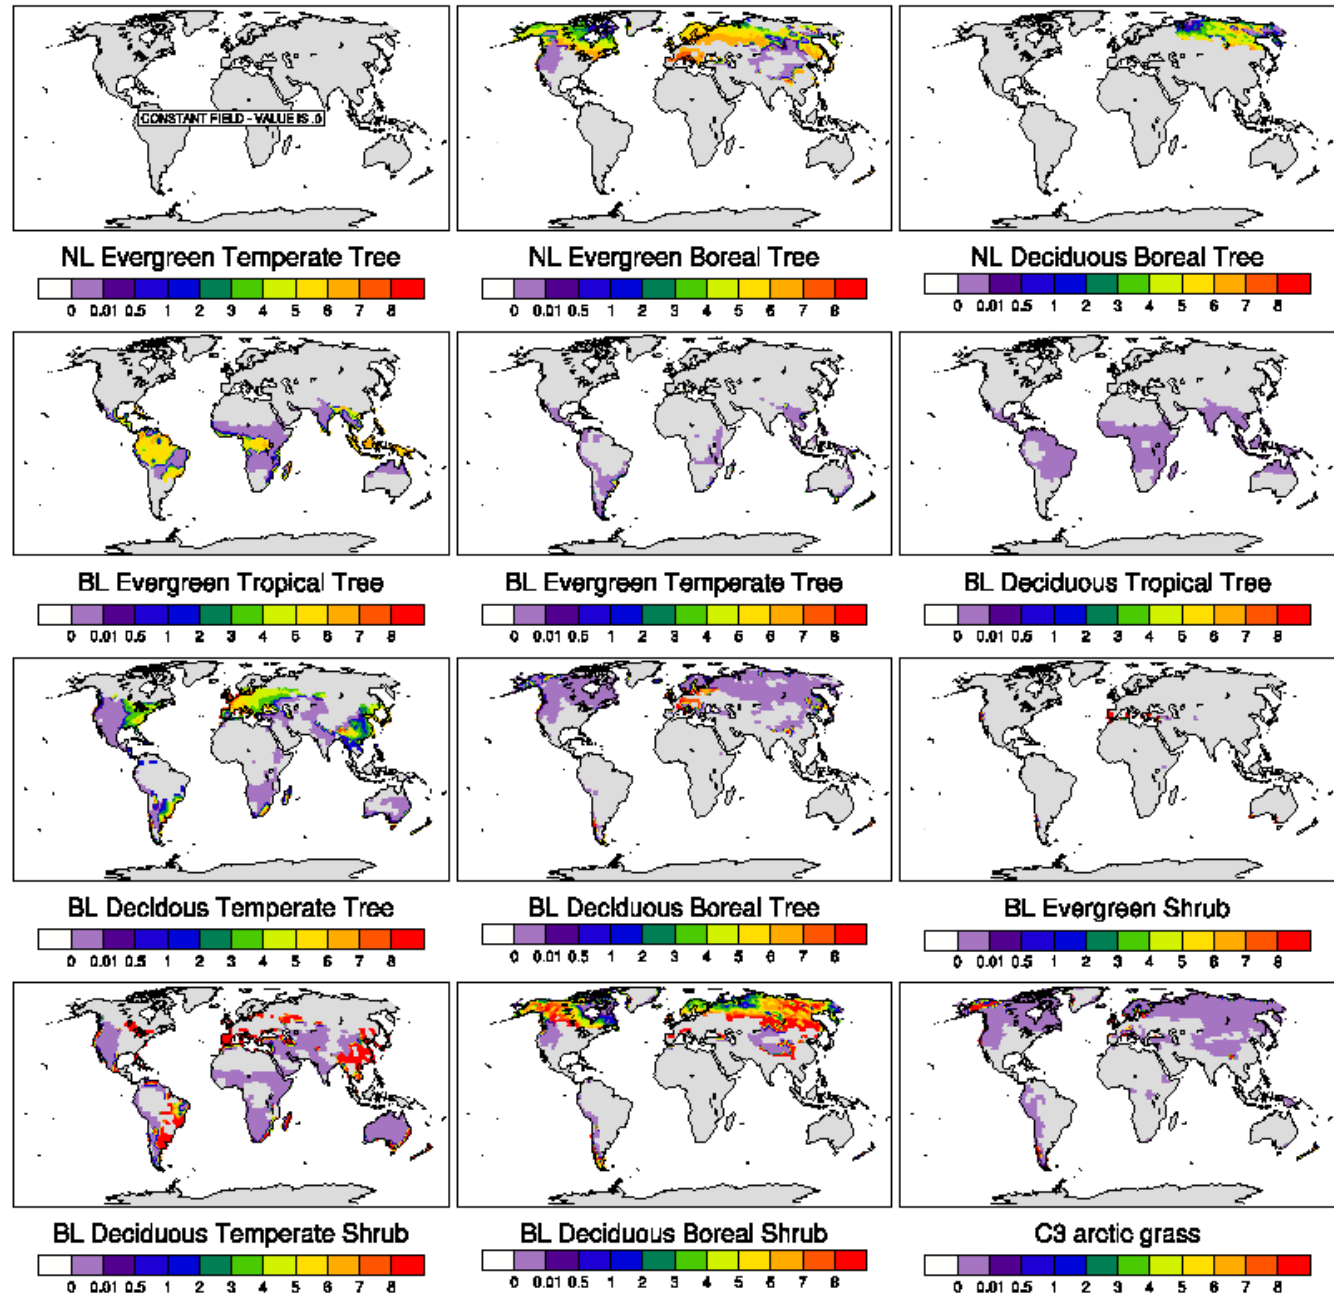 CONSTANT FIELD - VALUE IS .0
NL Evergreen Temperate Tree
0 0.01 0.5 1 2 3 4 5 6 7 8
NL Evergreen Boreal Tree
0 0.01 0.5 1 2 3 4 5 6 7 8
NL Deciduous Boreal Tree
0 0.01 0.5 1 2 3 4 5 6 7 8
BL Evergreen Tropical Tree
0 0.01 0.5 1 2 3 4 5 6 7 8
BL Evergreen Temperate Tree
0 0.01 0.5 1 2 3 4 5 6 7 8
BL Deciduous Tropical Tree
0 0.01 0.5 1 2 3 4 5 6 7 8
BL Decidous Temperate Tree
0 0.01 0.5 1 2 3 4 5 6 7 8
BL Deciduous Boreal Tree
0 0.01 0.5 1 2 3 4 5 6 7 8
BL Evergreen Shrub
0 0.01 0.5 1 2 3 4 5 6 7 8
BL Deciduous Temperate Shrub
0 0.01 0.5 1 2 3 4 5 6 7 8
BL Deciduous Boreal Shrub
0 0.01 0.5 1 2 3 4 5 6 7 8
C3 arctic grass
0 0.01 0.5 1 2 3 4 5 6 7 8